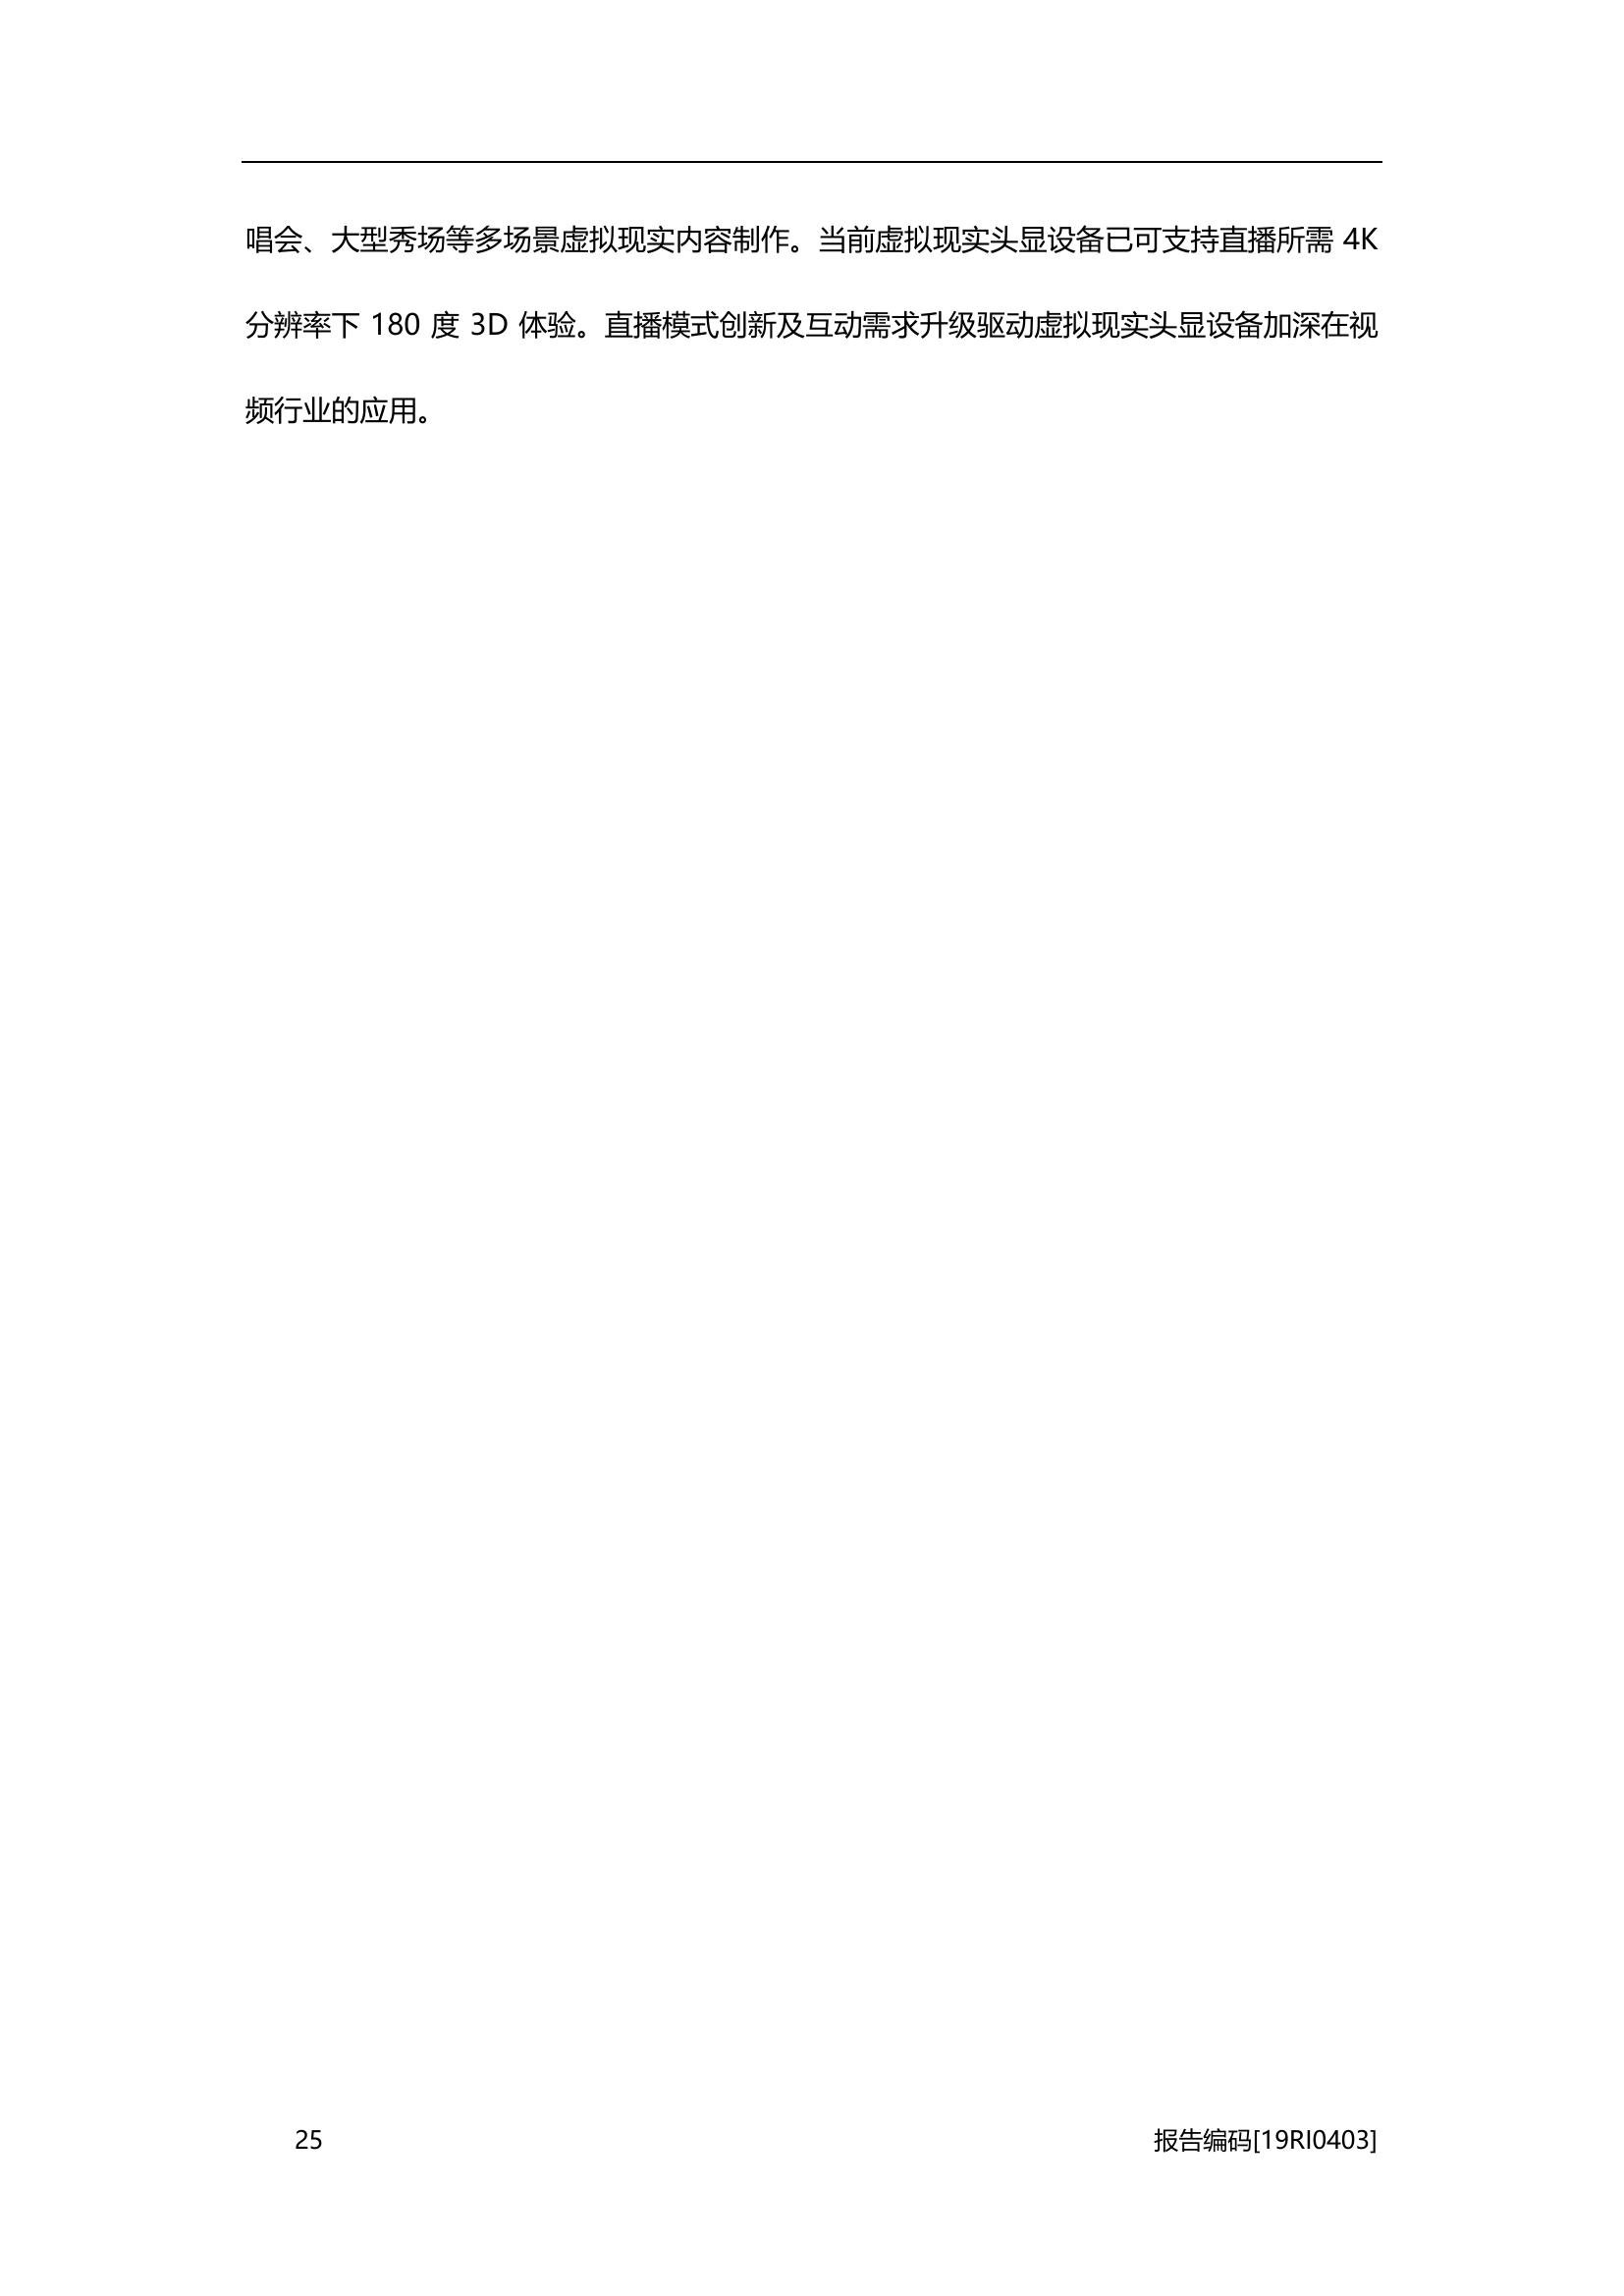 唱会、大型秀场等多场景虚拟现实内容制作。当前虚拟现实头显设备已可支持直播所需 4K
分辨率下 180 度 3D 体验。直播模式创新及互动需求升级驱动虚拟现实头显设备加深在视
频行业的应用。
25 报告编码[19RI0403]